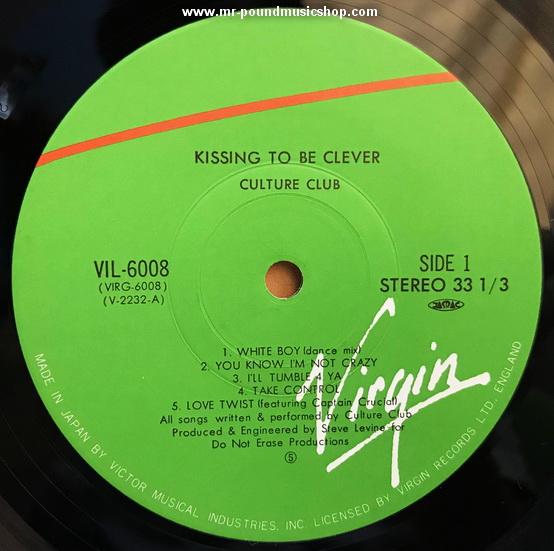 www.mr-poundmusicshop.com
KISSING TO BE CLEVER
CULTURE CLUB
VIL-6008
(VIRG-6008)
(V-2232-A)
SIDE 1
STEREO 33 1/3
JASRAC
1. WHITE BOY (dance mix)
2. YOU KNOW I'M NOT CRAZY
3. I'LL TUMBLE 4 YA
4. TAKE CONTROL
5. LOVE TWIST (featuring Captain Crucial)
All songs written & performed by Culture Club
Produced & Engineered by Steve Levine for
Do Not Erase Productions
⑤
Virgin
MADE IN JAPAN BY VICTOR MUSICAL INDUSTRIES, INC. LICENSED BY VIRGIN RECORDS LTD. ENGLAND